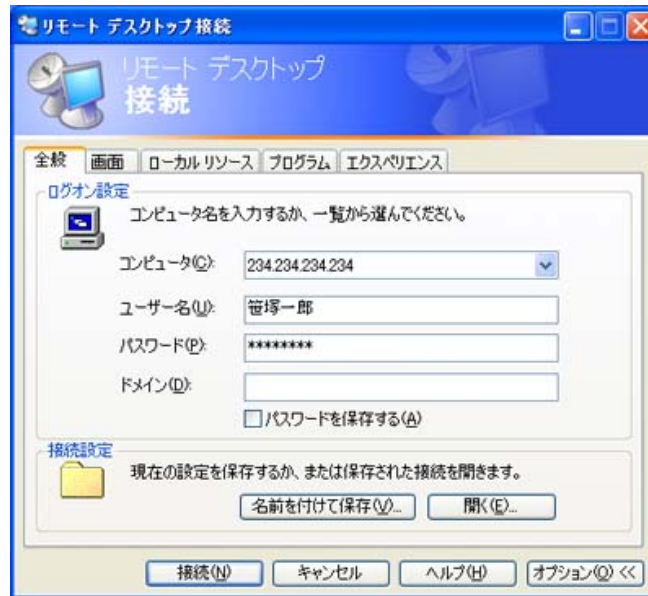 リモート デスクトップ接続
リモート デスクトップ
接続
全般 画面 ローカル リソース プログラム エクスペリエンス
ログオン設定
コンピュータ名を入力するか、一覧から選んでください。
コンピュータ(C): 234.234.234.234
ユーザー名(U): 笹塚一郎
パスワード(P): ********
ドメイン(D):
パスワードを保存する(A)
接続設定
現在の設定を保存するか、または保存された接続を開きます。
名前を付けて保存(V)... 開く(E)...
接続(N) キャンセル ヘルプ(H) オプション(O) <<